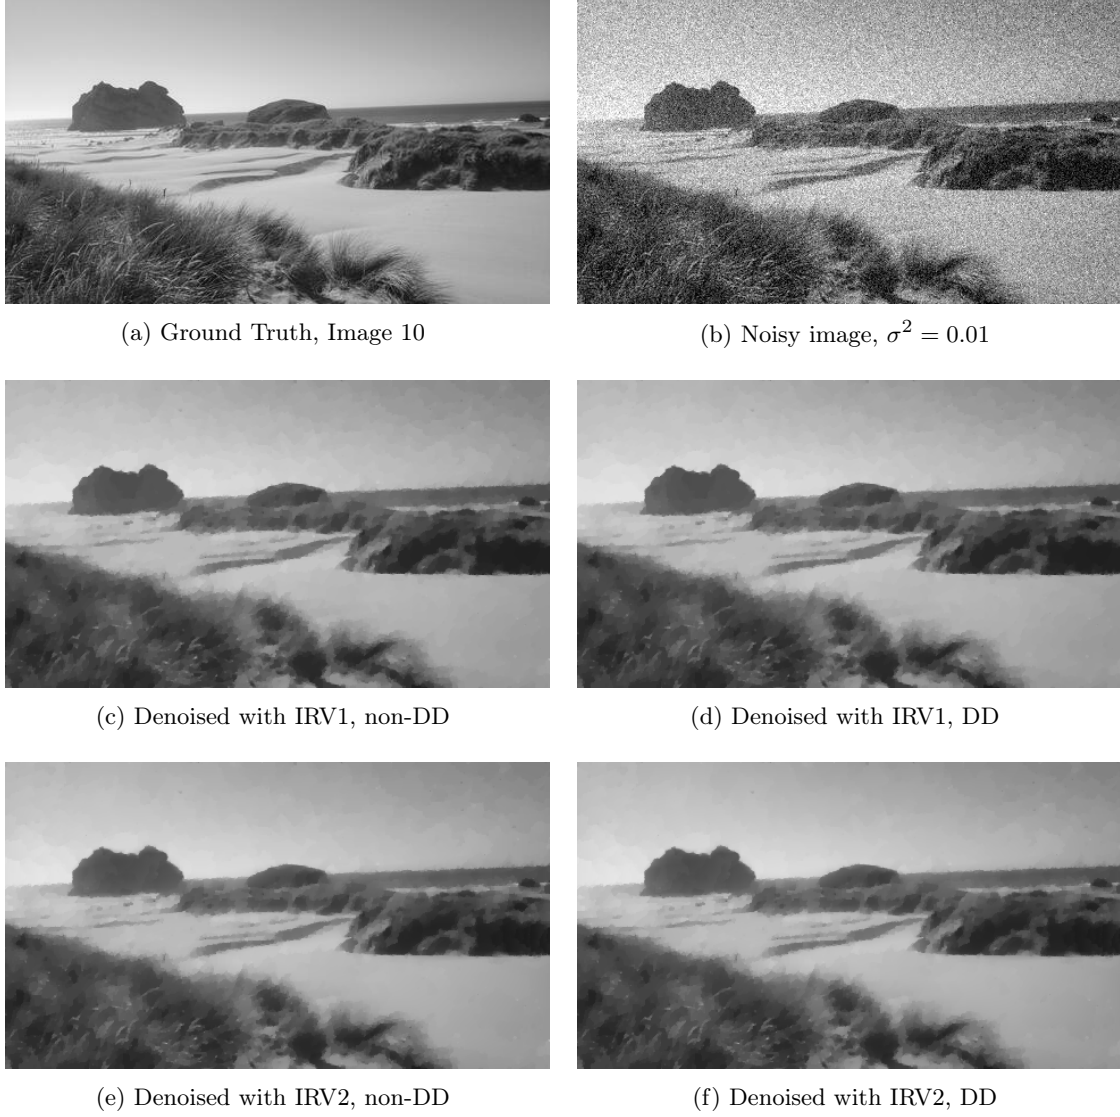 (a) Ground Truth, Image 10
(b) Noisy image, σ² = 0.01
(c) Denoised with IRV1, non-DD
(d) Denoised with IRV1, DD
(e) Denoised with IRV2, non-DD
(f) Denoised with IRV2, DD